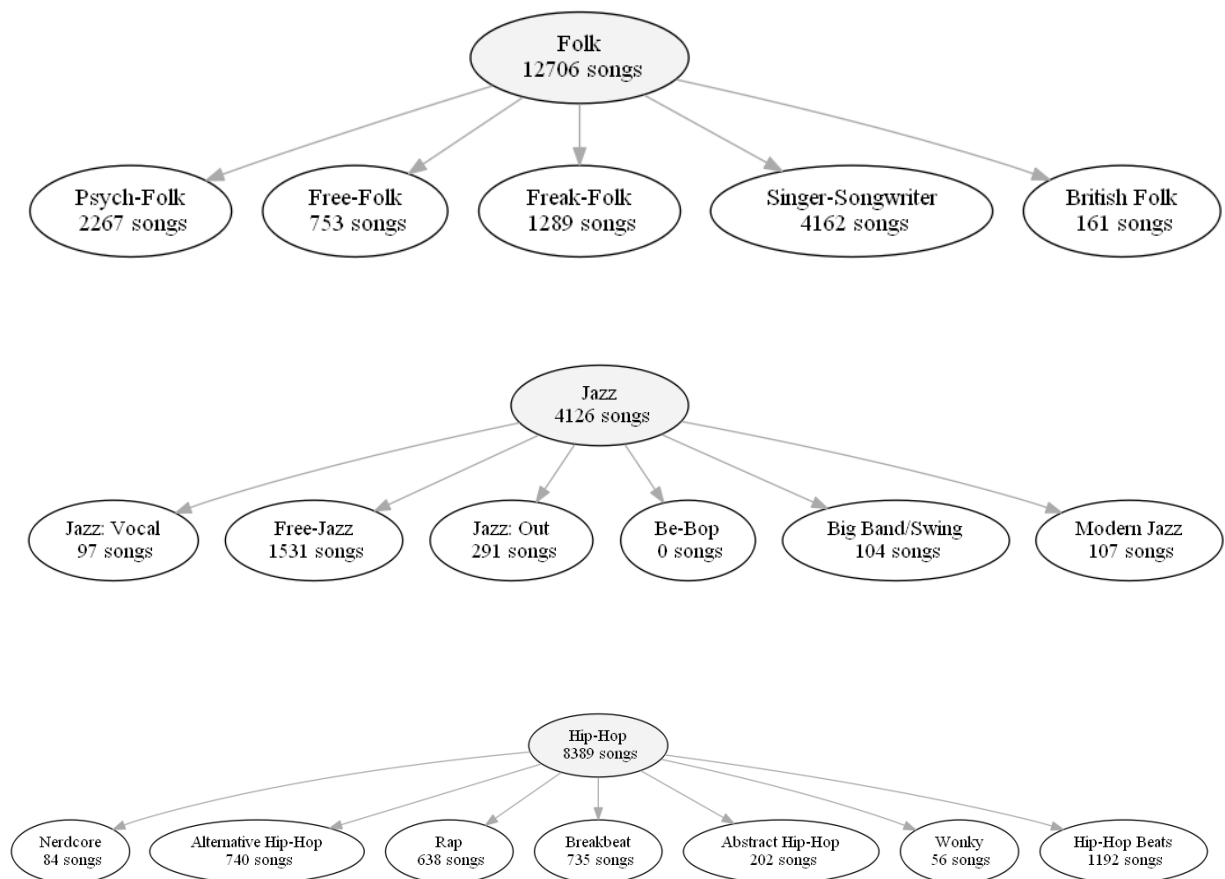 Folk
12706 songs
Psych-Folk
2267 songs
Free-Folk
753 songs
Freak-Folk
1289 songs
Singer-Songwriter
4162 songs
British Folk
161 songs
Jazz
4126 songs
Jazz: Vocal
97 songs
Free-Jazz
1531 songs
Jazz: Out
291 songs
Be-Bop
0 songs
Big Band/Swing
104 songs
Modern Jazz
107 songs
Hip-Hop
8389 songs
Nerdcore
84 songs
Alternative Hip-Hop
740 songs
Rap
638 songs
Breakbeat
735 songs
Abstract Hip-Hop
202 songs
Wonky
56 songs
Hip-Hop Beats
1192 songs